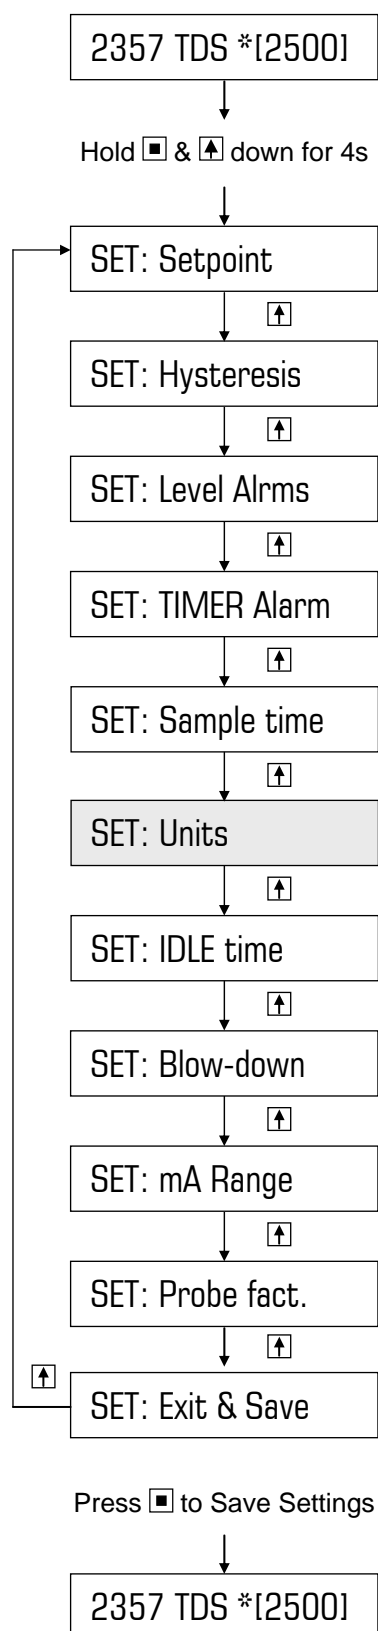 2357 TDS *[2500]
Hold ■ & ↑ down for 4s
SET: Setpoint
↑
SET: Hysteresis
↑
SET: Level Alrms
↑
SET: TIMER Alarm
↑
SET: Sample time
↑
SET: Units
↑
SET: IDLE time
↑
SET: Blow-down
↑
SET: mA Range
↑
SET: Probe fact.
↑
↑
SET: Exit & Save
Press ■ to Save Settings
2357 TDS *[2500]